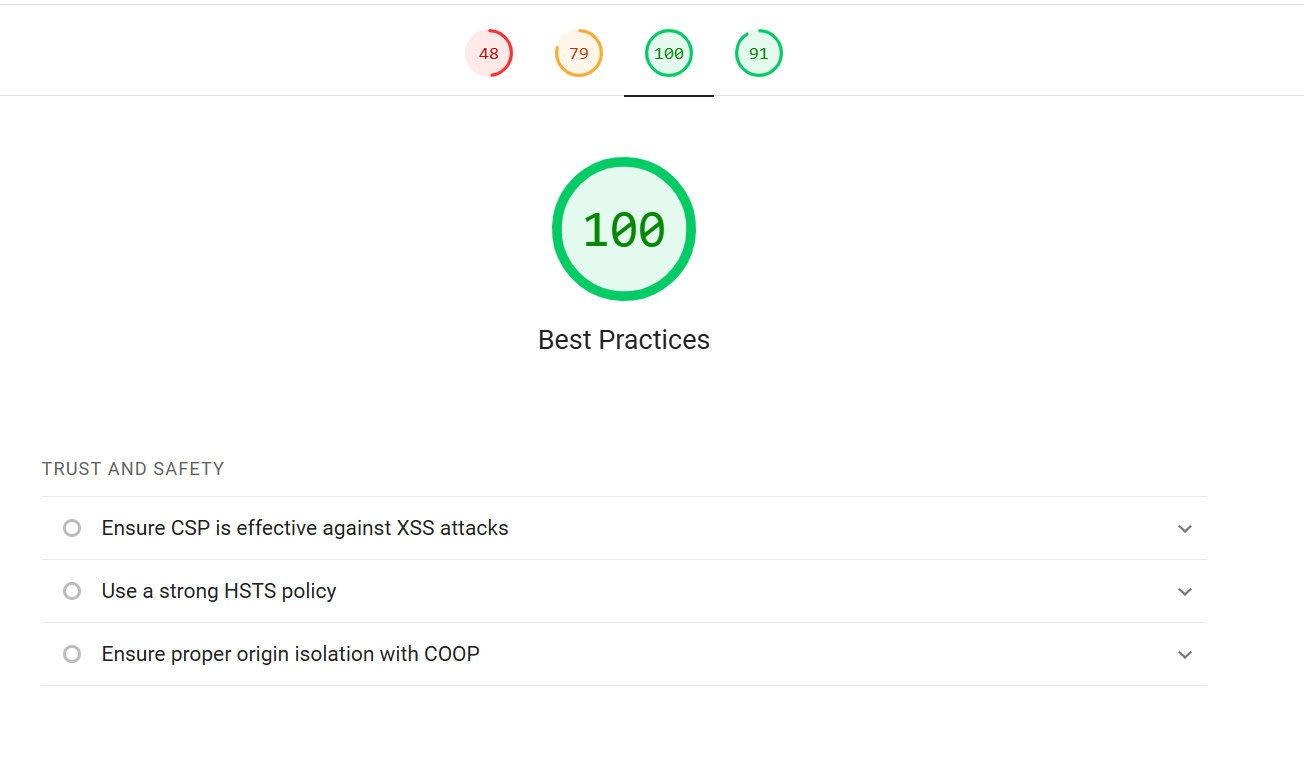 48 79 100 91
100
Best Practices
TRUST AND SAFETY
Ensure CSP is effective against XSS attacks
Use a strong HSTS policy
Ensure proper origin isolation with COOP